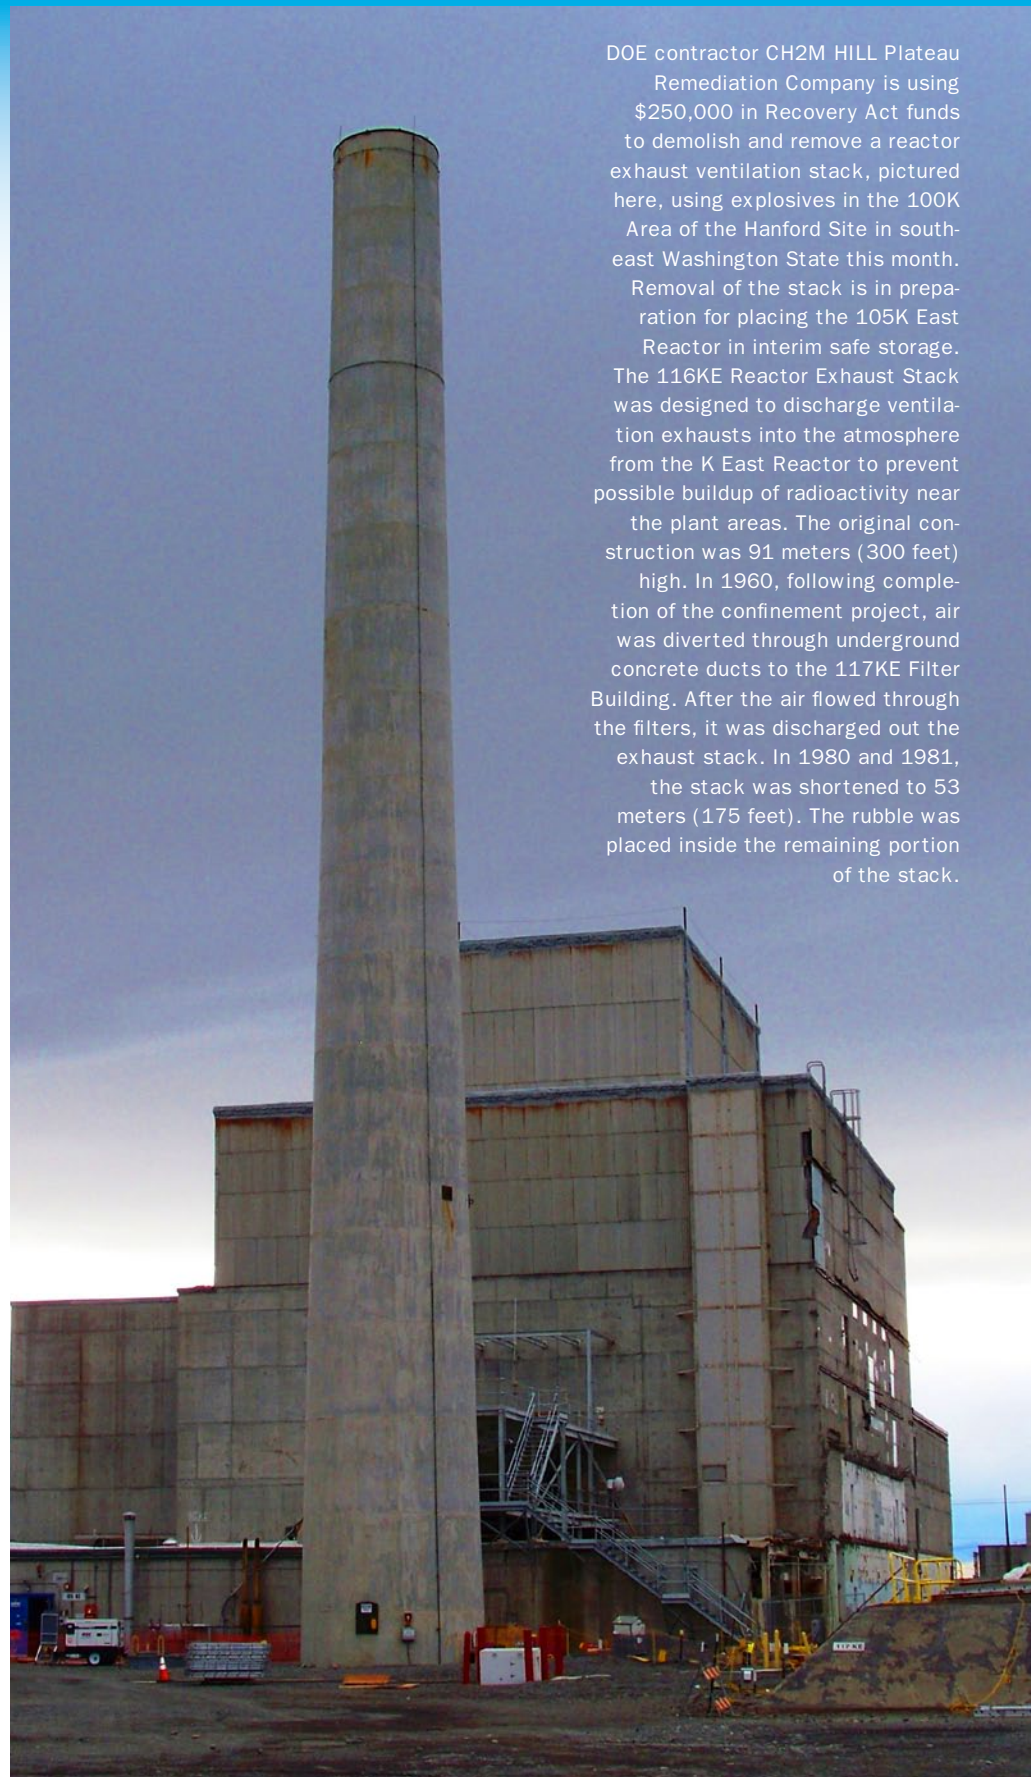 DOE contractor CH2M HILL Plateau
Remediation Company is using
$250,000 in Recovery Act funds
to demolish and remove a reactor
exhaust ventilation stack, pictured
here, using explosives in the 100K
Area of the Hanford Site in south-
east Washington State this month.
Removal of the stack is in prepa-
ration for placing the 105K East
Reactor in interim safe storage.
The 116KE Reactor Exhaust Stack
was designed to discharge ventila-
tion exhausts into the atmosphere
from the K East Reactor to prevent
possible buildup of radioactivity near
the plant areas. The original con-
struction was 91 meters (300 feet)
high. In 1960, following comple-
tion of the confinement project, air
was diverted through underground
concrete ducts to the 117KE Filter
Building. After the air flowed through
the filters, it was discharged out the
exhaust stack. In 1980 and 1981,
the stack was shortened to 53
meters (175 feet). The rubble was
placed inside the remaining portion
of the stack.